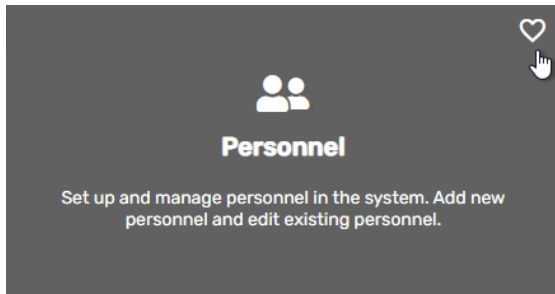 Personnel
Set up and manage personnel in the system. Add new
personnel and edit existing personnel.